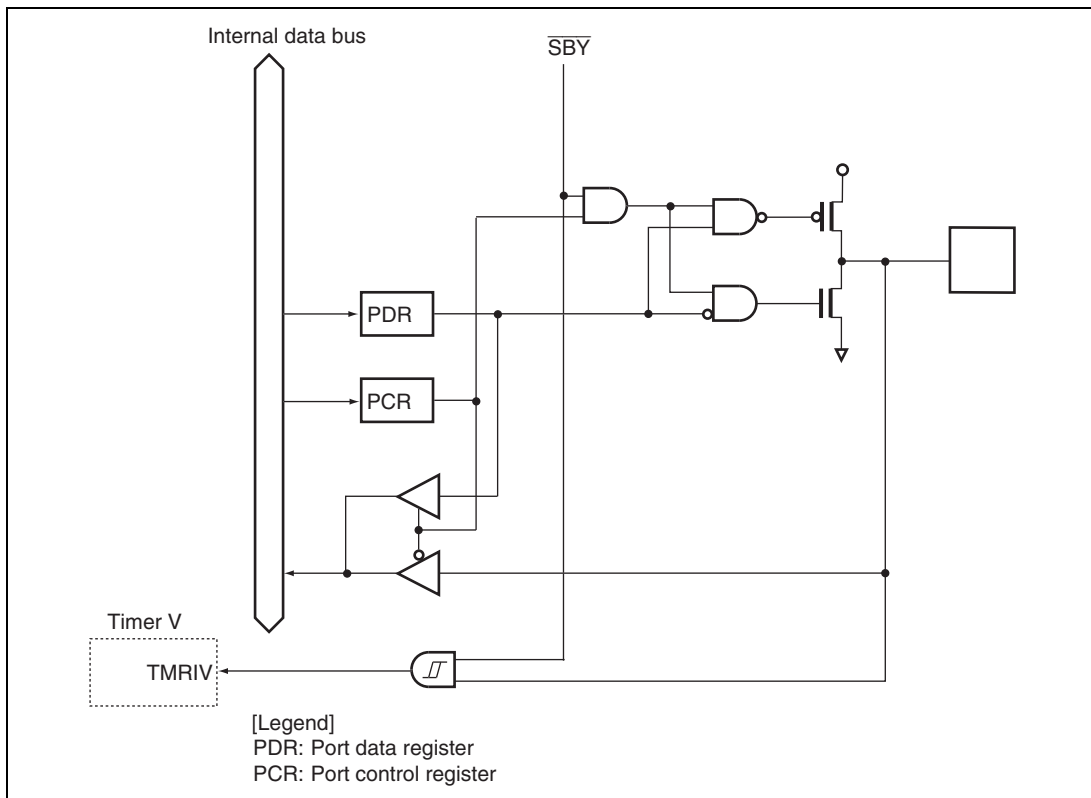 Internal data bus
SBY
PDR
PCR
Timer V
TMRIV
[Legend]
PDR: Port data register
PCR: Port control register